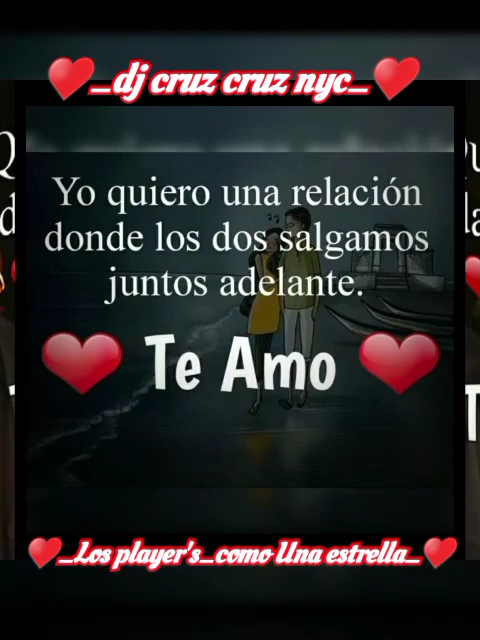 ❤️_dj cruz cruz nyc_❤️
Yo quiero una relación
donde los dos salgamos
juntos adelante.
❤️ Te Amo ❤️
❤️_Los player's_como Una estrella_❤️